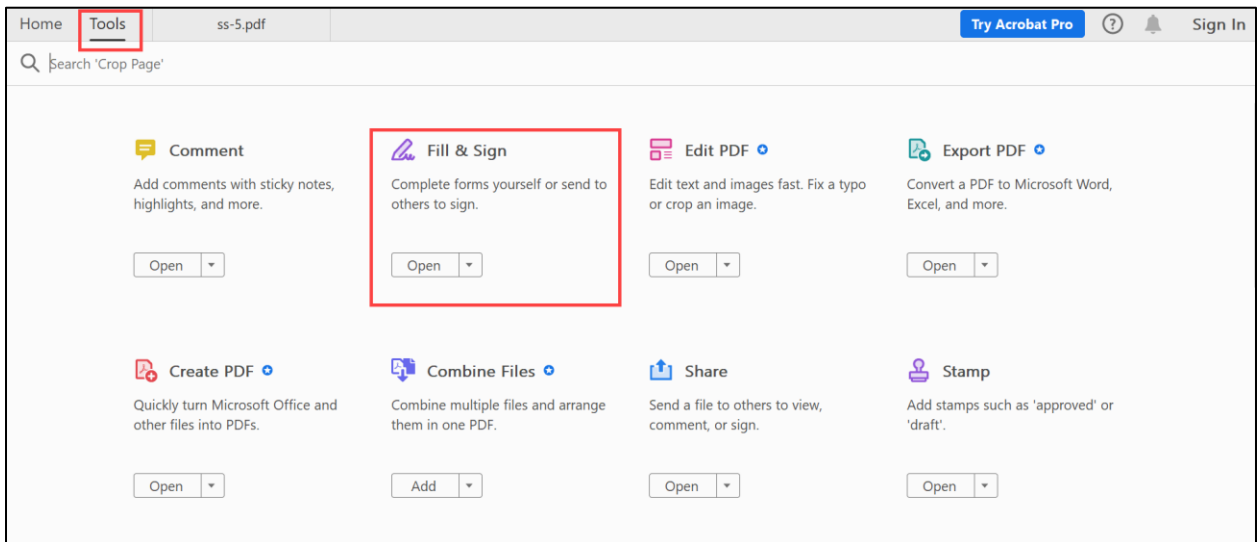 Home Tools ss-5.pdf Try Acrobat Pro ? Sign In
Search 'Crop Page'
Comment
Add comments with sticky notes,
highlights, and more.
Open
Fill & Sign
Complete forms yourself or send to
others to sign.
Open
Edit PDF
Edit text and images fast. Fix a typo
or crop an image.
Open
Export PDF
Convert a PDF to Microsoft Word,
Excel, and more.
Open
Create PDF
Quickly turn Microsoft Office and
other files into PDFs.
Open
Combine Files
Combine multiple files and arrange
them in one PDF.
Add
Share
Send a file to others to view,
comment, or sign.
Open
Stamp
Add stamps such as 'approved' or
'draft'.
Open